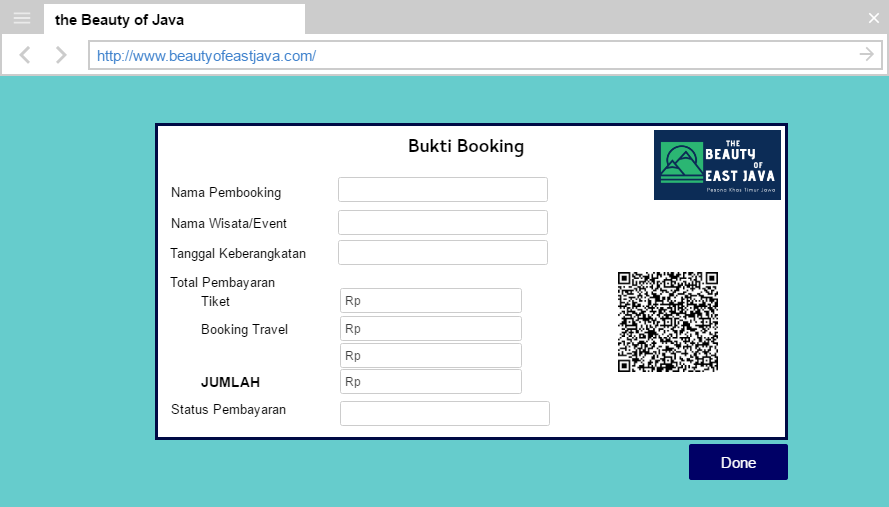 the Beauty of Java
http://www.beautyofeastjava.com/
Bukti Booking
THE
BEAUTY
OF
EAST JAVA
Pesona Khas Timur Jawa
Nama Pembooking
Nama Wisata/Event
Tanggal Keberangkatan
Total Pembayaran
Tiket
Rp
Booking Travel
Rp
Rp
JUMLAH
Rp
Status Pembayaran
Done